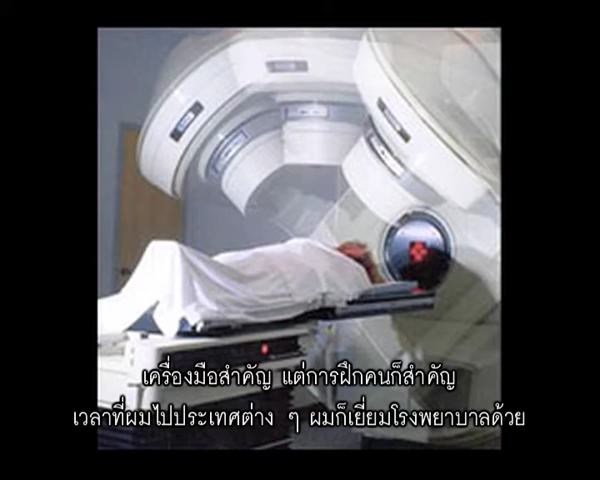 เครื่องมือสำคัญ แต่การฝึกคนก็สำคัญ
เวลาที่ผมไปประเทศต่าง ๆ ผมก็เยี่ยมโรงพยาบาลด้วย